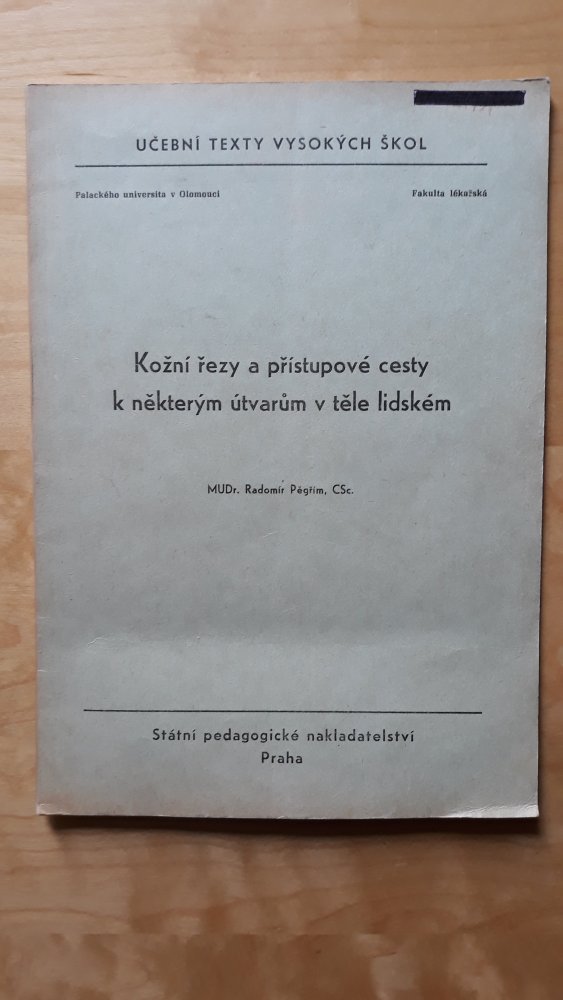 UČEBNÍ TEXTY VYSOKÝCH ŠKOL
Palackého universita v Olomouci
Fakulta lékařská
Kožní řezy a přístupové cesty
k některým útvarům v těle lidském
MUDr. Radomír Pěgřím, CSc.
Státní pedagogické nakladatelství
Praha